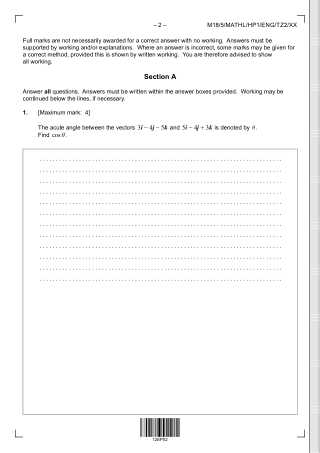 – 2 –
M18/5/MATHL/HP1/ENG/TZ2/XX
Full marks are not necessarily awarded for a correct answer with no working. Answers must be
supported by working and/or explanations. Where an answer is incorrect, some marks may be given for
a correct method, provided this is shown by written working. You are therefore advised to show
all working.
Section A
Answer all questions. Answers must be written within the answer boxes provided. Working may be
continued below the lines, if necessary.
1. [Maximum mark: 4]
The acute angle between the vectors 3i − 4j − 5k and 5i − 4j + 3k is denoted by θ.
Find cos θ.
12EP02